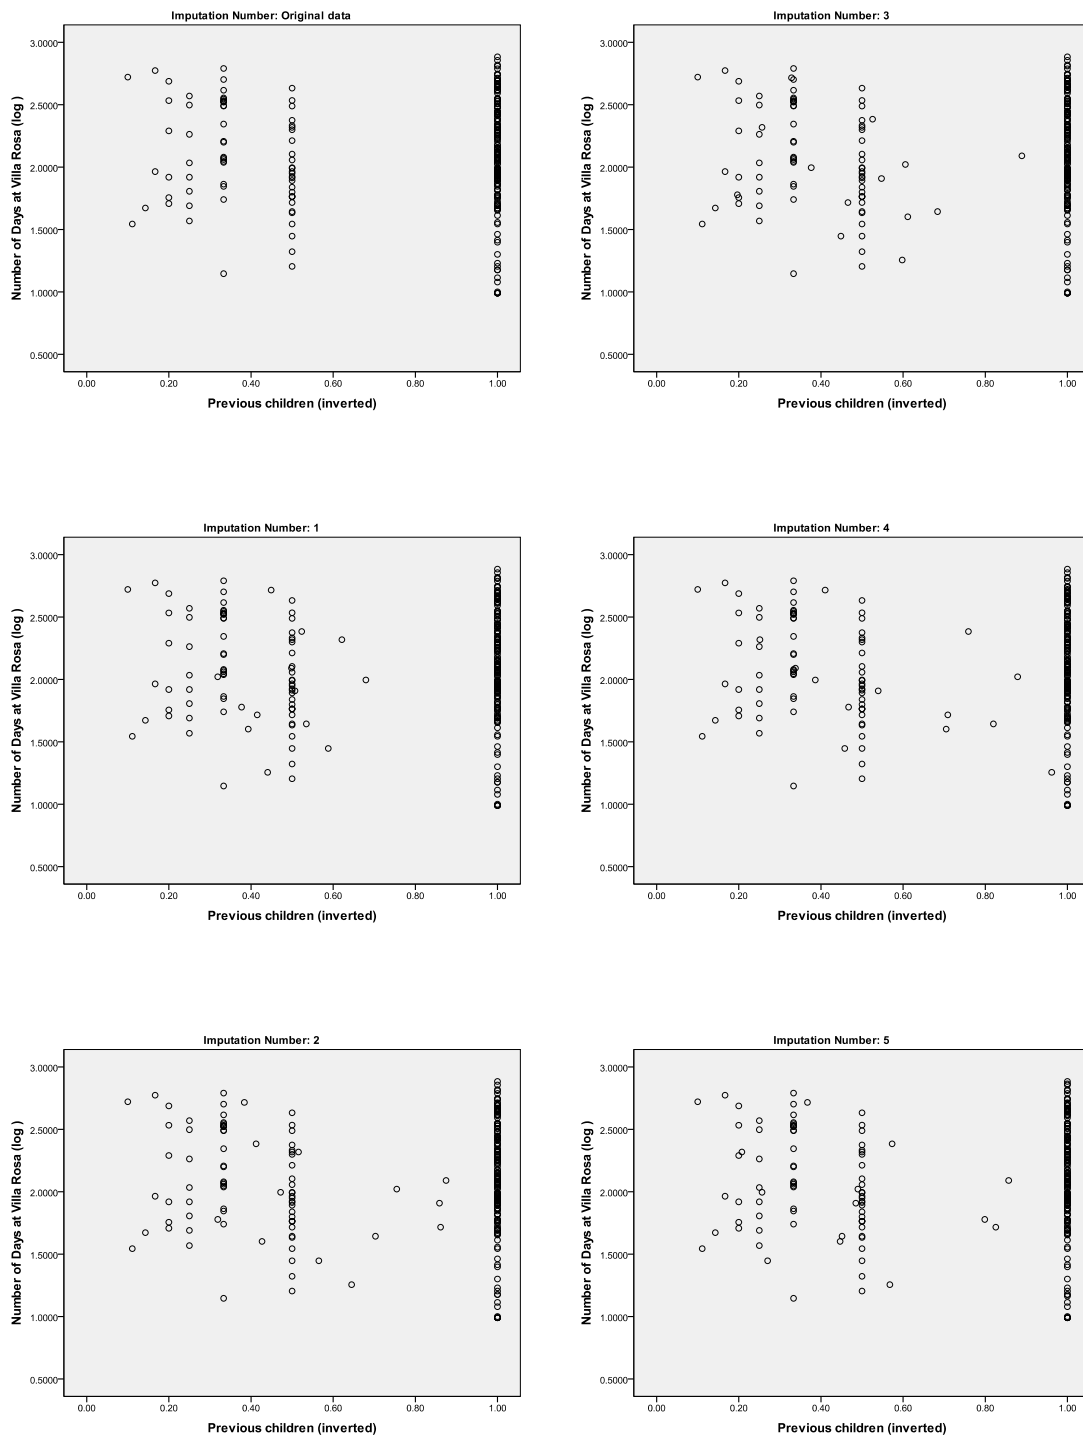 Imputation Number: Original data
3.0000
2.5000
2.0000
1.5000
1.0000
0.5000
Number of Days at Villa Rosa (log )
0.00 0.20 0.40 0.60 0.80 1.00
Previous children (inverted)
Imputation Number: 3
3.0000
2.5000
2.0000
1.5000
1.0000
0.5000
Number of Days at Villa Rosa (log )
0.00 0.20 0.40 0.60 0.80 1.00
Previous children (inverted)
Imputation Number: 1
3.0000
2.5000
2.0000
1.5000
1.0000
0.5000
Number of Days at Villa Rosa (log )
0.00 0.20 0.40 0.60 0.80 1.00
Previous children (inverted)
Imputation Number: 4
3.0000
2.5000
2.0000
1.5000
1.0000
0.5000
Number of Days at Villa Rosa (log )
0.00 0.20 0.40 0.60 0.80 1.00
Previous children (inverted)
Imputation Number: 2
3.0000
2.5000
2.0000
1.5000
1.0000
0.5000
Number of Days at Villa Rosa (log )
0.00 0.20 0.40 0.60 0.80 1.00
Previous children (inverted)
Imputation Number: 5
3.0000
2.5000
2.0000
1.5000
1.0000
0.5000
Number of Days at Villa Rosa (log )
0.00 0.20 0.40 0.60 0.80 1.00
Previous children (inverted)